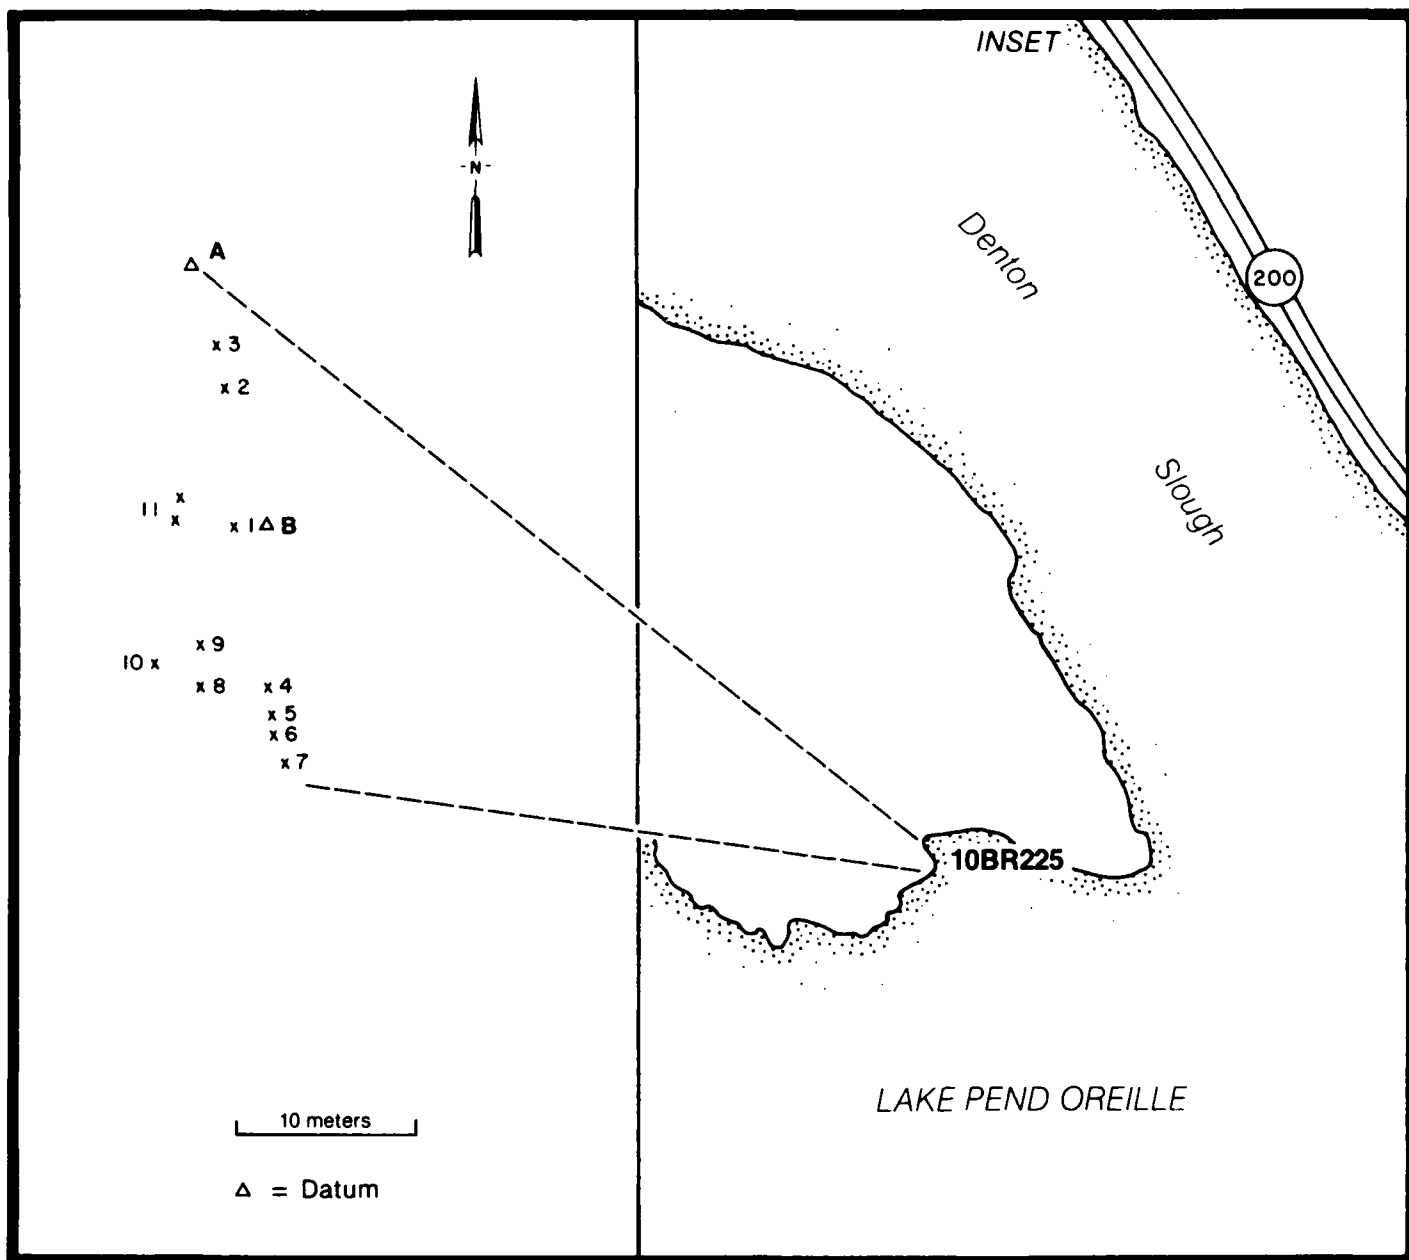 INSET
N
Denton
200
A
x 3
x 2
Slough
11 x
x
x 1 △ B
x 9
10 x
x 8
x 4
x 5
x 6
x 7
10BR225
LAKE PEND OREILLE
10 meters
△ = Datum